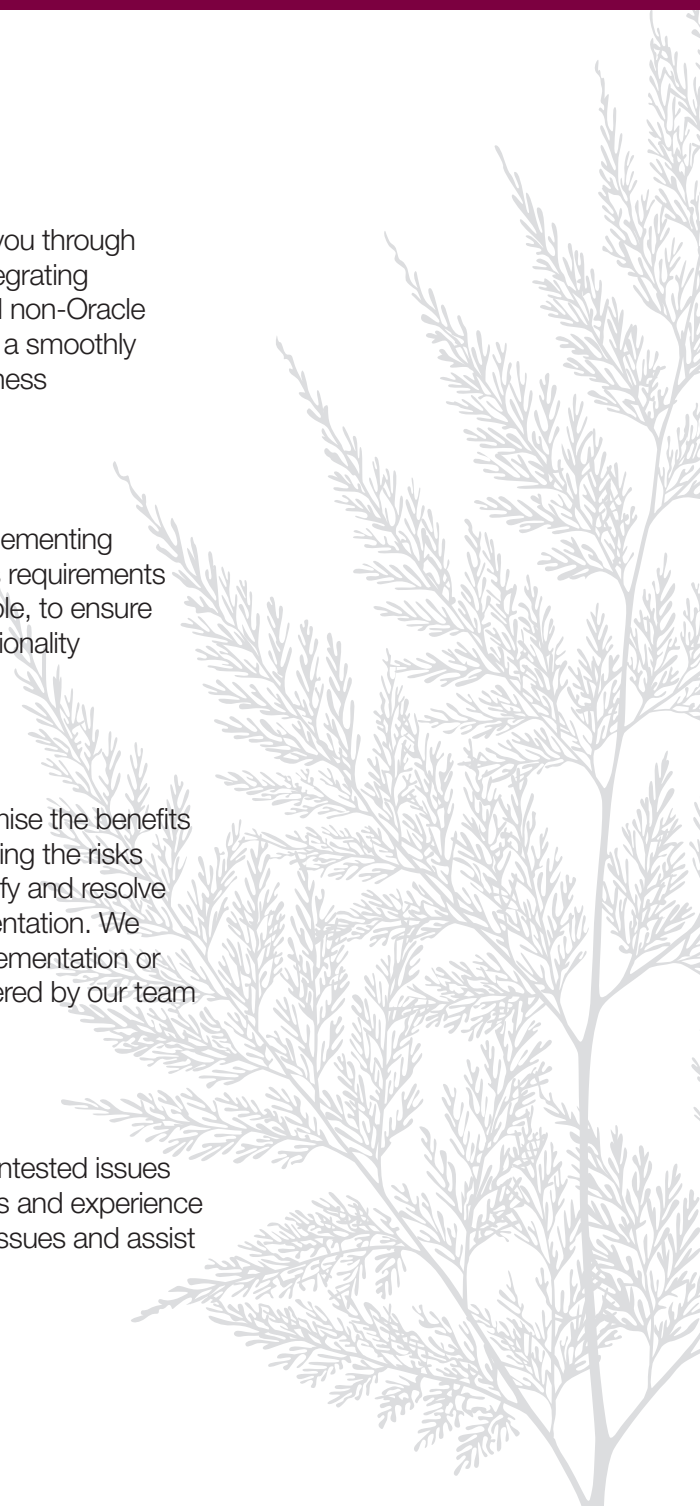 you through
egrating
non-Oracle
a smoothly
ness
ementing
requirements
ble, to ensure
ionality
nise the benefits
ing the risks
fy and resolve
entation. We
ementation or
ered by our team
ntested issues
s and experience
ssues and assist